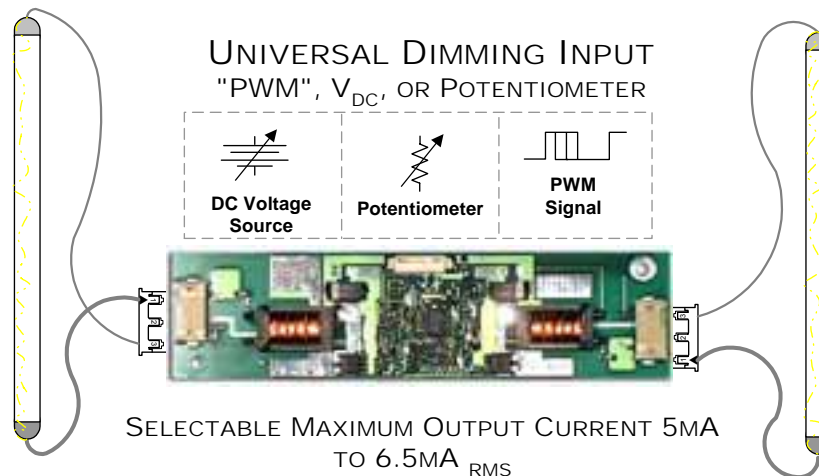 UNIVERSAL DIMMING INPUT
"PWM", VDC, OR POTENTIOMETER
DC Voltage
Source
Potentiometer
PWM
Signal
SELECTABLE MAXIMUM OUTPUT CURRENT 5MA
TO 6.5MA RMS